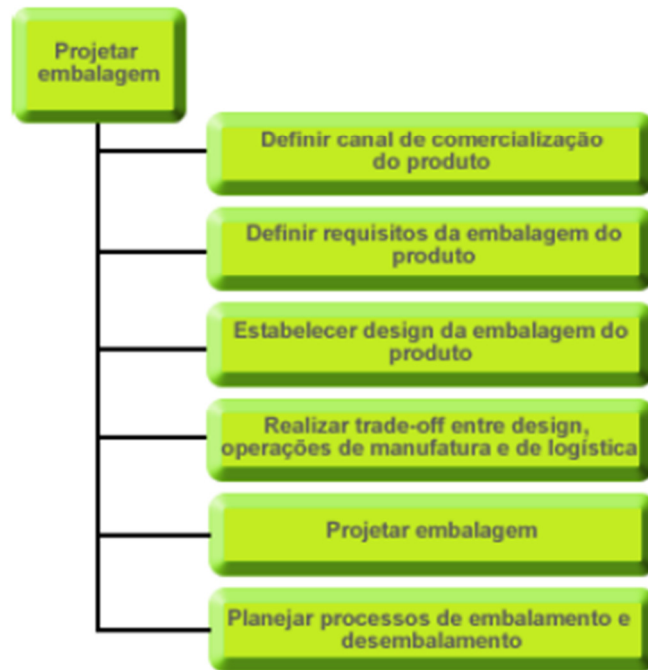 Projetar
embalagem
Definir canal de comercialização
do produto
Definir requisitos da embalagem do
produto
Estabelecer design da embalagem do
produto
Realizar trade-off entre design,
operações de manufatura e de logística
Projetar embalagem
Planejar processos de embalamento e
desembalamento